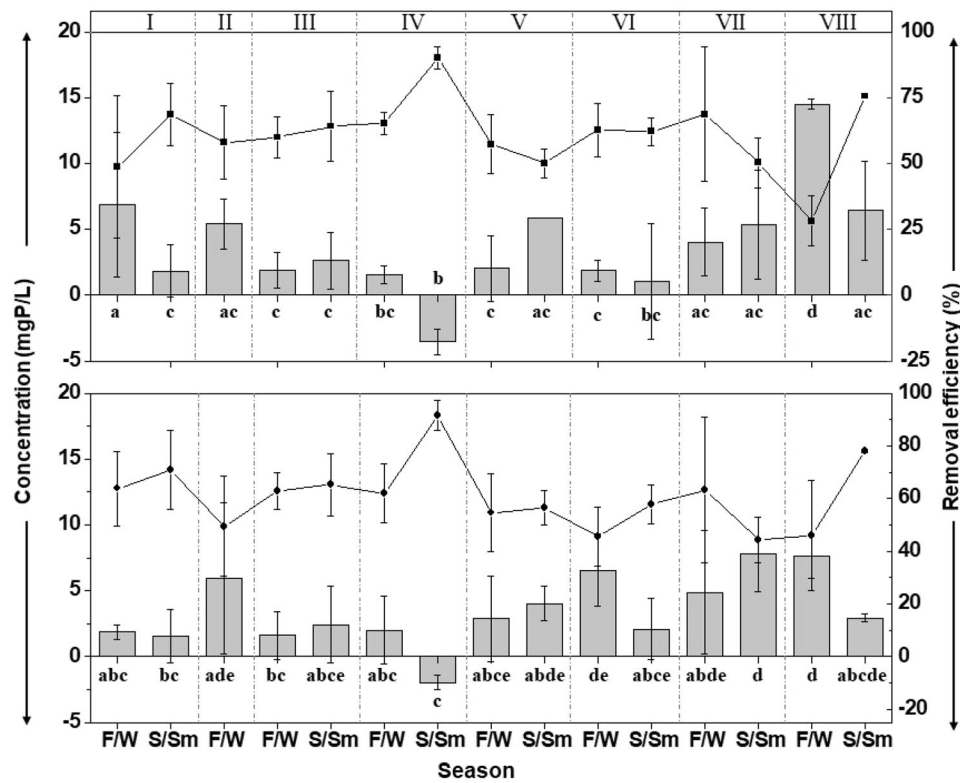 I II III IV V VI VII VIII
20 100
15 75
10 50
5 25
0 0
b
a c ac c c bc c ac c bc ac ac d ac
-5 -25
20 100
80
15
60
10
40
5
20
0 0
abc bc ade bc abce abc abce abde de abce abde d d abcde
c
-5 -20
F/W S/Sm F/W F/W S/Sm F/W S/Sm F/W S/Sm F/W S/Sm F/W S/Sm F/W S/Sm
Season
Concentration (mgP/L)
Removal efficiency (%)